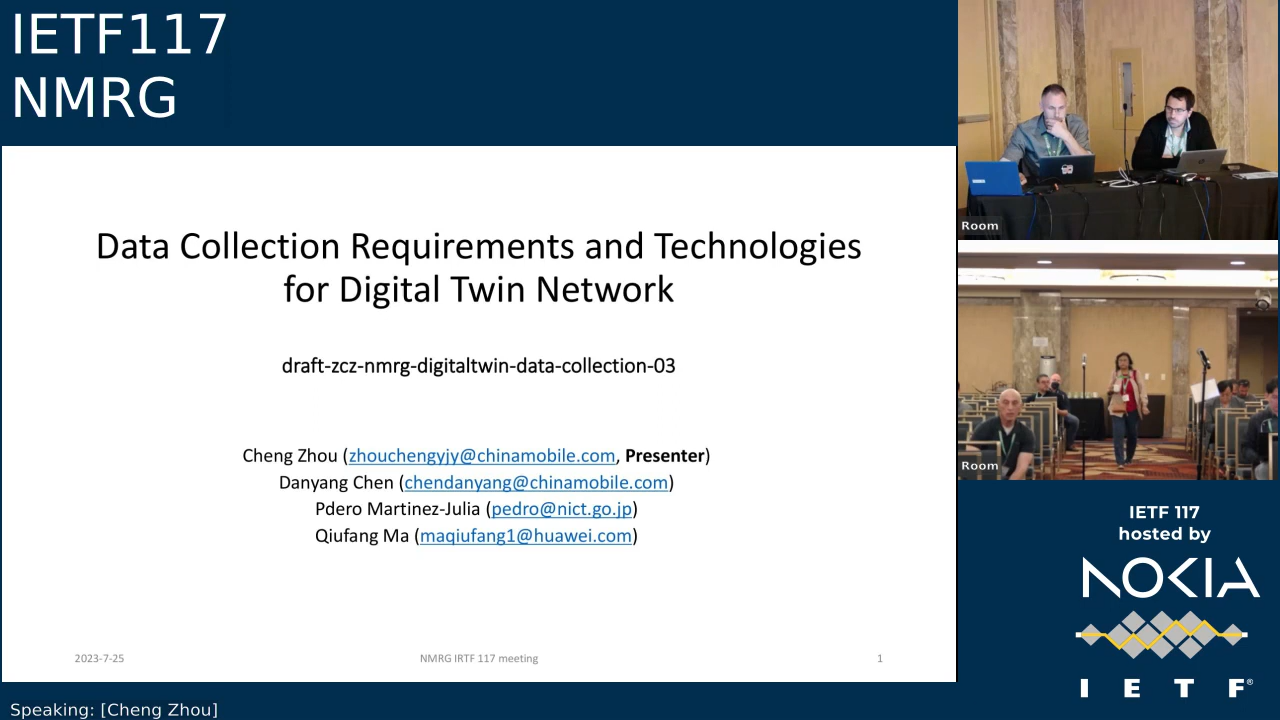 IETF117
NMRG
Data Collection Requirements and Technologies
for Digital Twin Network
draft-zcz-nmrg-digitaltwin-data-collection-03
Cheng Zhou (zhouchengyjy@chinamobile.com, Presenter)
Danyang Chen (chendanyang@chinamobile.com)
Pdero Martinez-Julia (pedro@nict.go.jp)
Qiufang Ma (maqiufang1@huawei.com)
2023-7-25
NMRG IRTF 117 meeting
1
Room
Room
IETF 117
hosted by
NOKIA
I E T F®
Speaking: [Cheng Zhou]